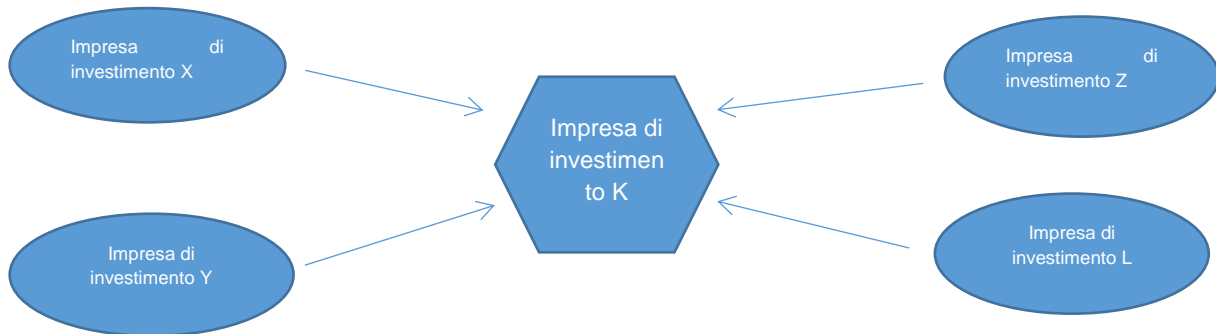 Impresa di
investimento X
Impresa di
investimento Z
Impresa di
investimen
to K
Impresa di
investimento Y
Impresa di
investimento L